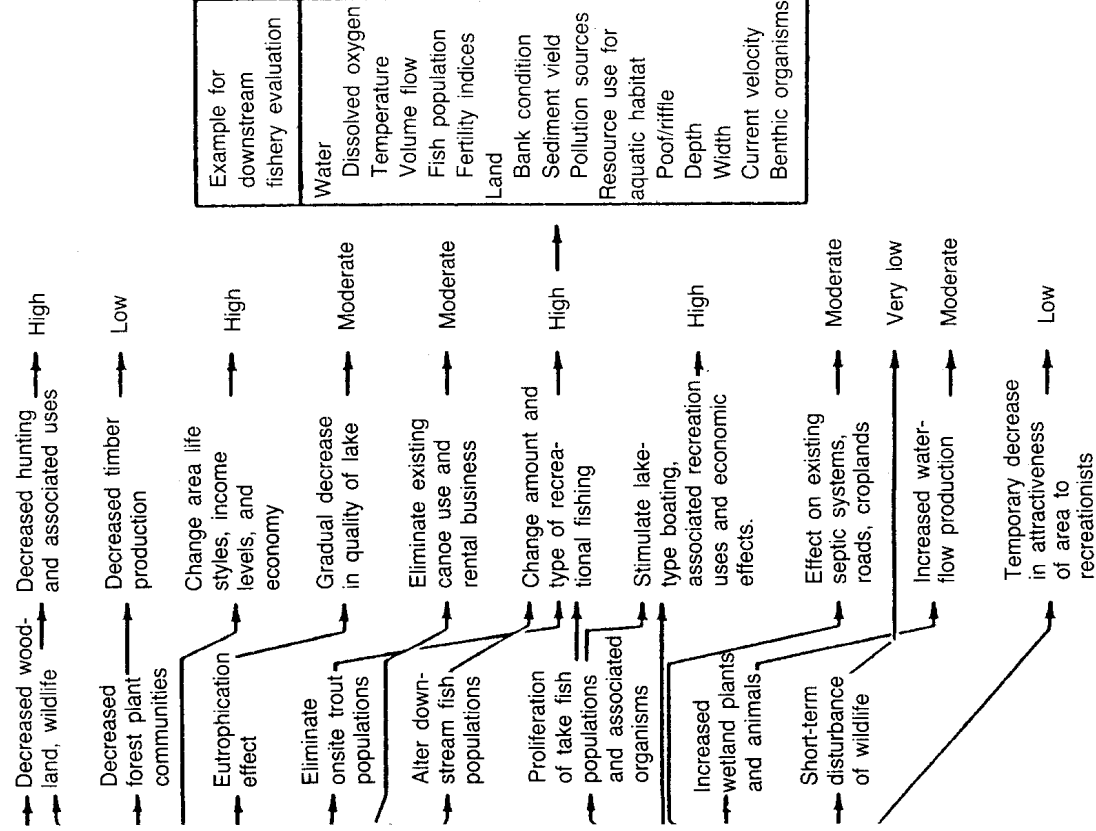 Decreased wood-
land, wildlife
Decreased
forest plant
communities
Eutrophication
effect
Eliminate
onsite trout
populations
Alter down-
stream fish
populations
Proliferation
of take fish
populations
and associated
organisms
Increased
wetland plants
and animals
Short-term
disturbance
of wildlife
Decreased hunting
and associated uses
Decreased timber
production
Change area life
styles, income
levels, and
economy
Gradual decrease
in quality of lake
Eliminate existing
canoe use and
rental business
Change amount and
type of recrea-
tional fishing
Stimulate lake-
type boating,
associated recreation
uses and economic
effects.
Effect on existing
septic systems,
roads, croplands
Increased water-
flow production
Temporary decrease
in attractiveness
of area to
recreationists
High
Low
High
Moderate
Moderate
High
High
Moderate
Very low
Moderate
Low
Example for
downstream
fishery evaluation
Water
Dissolved oxygen
Temperature
Volume flow
Fish population
Fertility indices
Land
Bank condition
Sediment vield
Pollution sources
Resource use for
aquatic habitat
Poof/riffle
Depth
Width
Current velocity
Benthic organisms